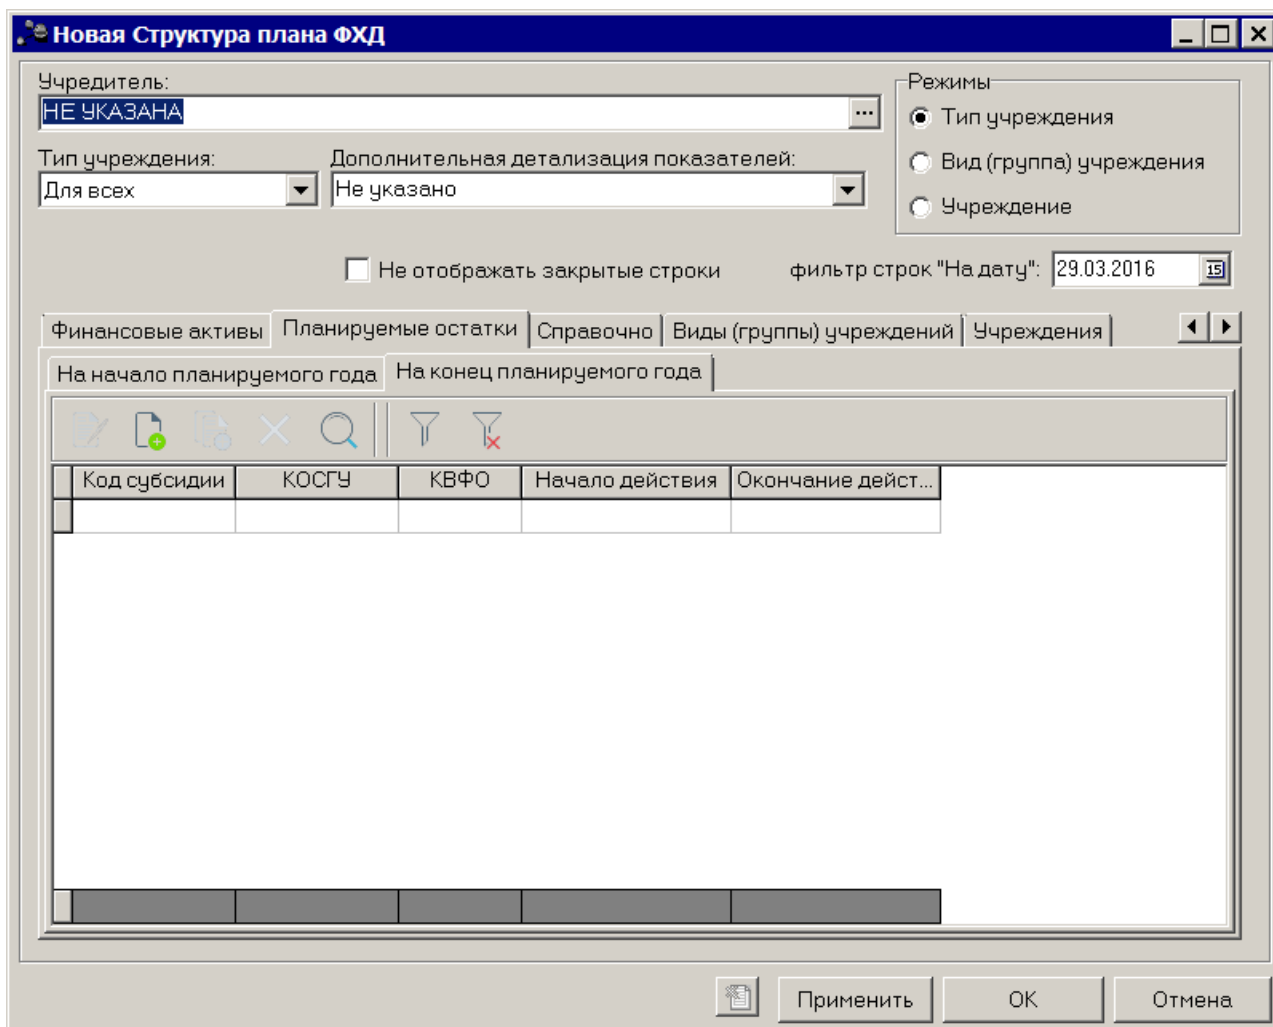 Новая Структура плана ФХД
Учредитель:
НЕ УКАЗАНА
...
Режимы
Тип учреждения
Вид (группа) учреждения
Учреждение
Тип учреждения:
Дополнительная детализация показателей:
Для всех
Не указано
Не отображать закрытые строки
фильтр строк "На дату":
29.03.2016
15
Финансовые активы
Планируемые остатки
Справочно
Виды (группы) учреждений
Учреждения
На начало планируемого года
На конец планируемого года
Код субсидии
КОСГУ
КВФО
Начало действия
Окончание дейст...
Применить
OK
Отмена